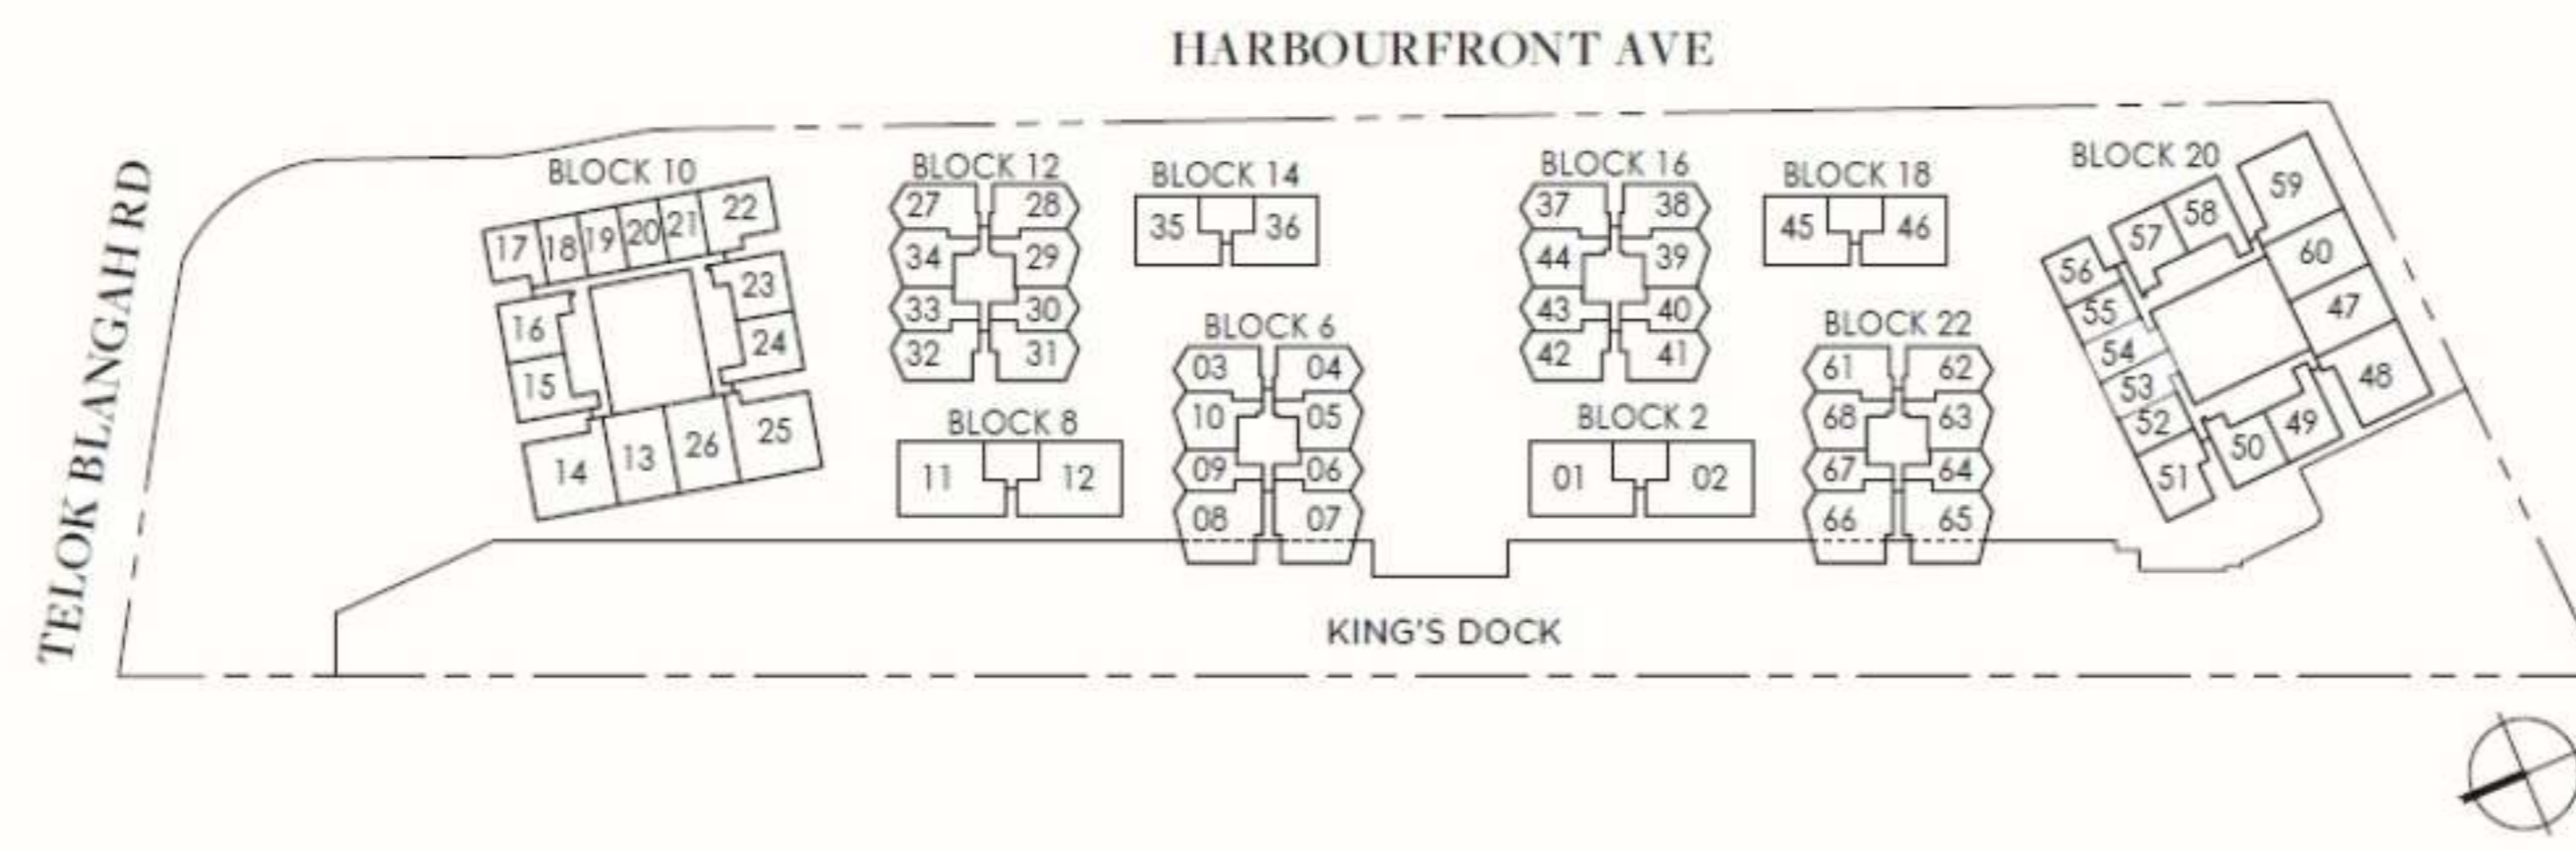 HARBOURFRONT AVE
TELOK BLANGAH RD
BLOCK 10
17 18 19 20 21 22
23
16
24
15
14 13 26 25
BLOCK 12
27 28
34 29
33 30
32 31
BLOCK 14
35 36
BLOCK 8
11 12
BLOCK 6
03 04
10 05
09 06
08 07
BLOCK 16
37 38
44 39
43 40
42 41
BLOCK 18
45 46
BLOCK 2
01 02
BLOCK 22
61 62
68 63
67 64
66 65
BLOCK 20
59
58
57
60
56
55
47
54
48
53
52
49
50
51
KING'S DOCK